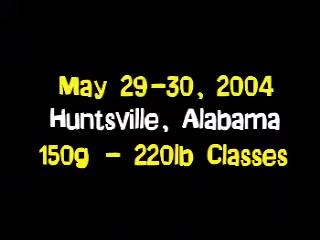 May 29-30, 2004
Huntsville, Alabama
150g - 220lb Classes